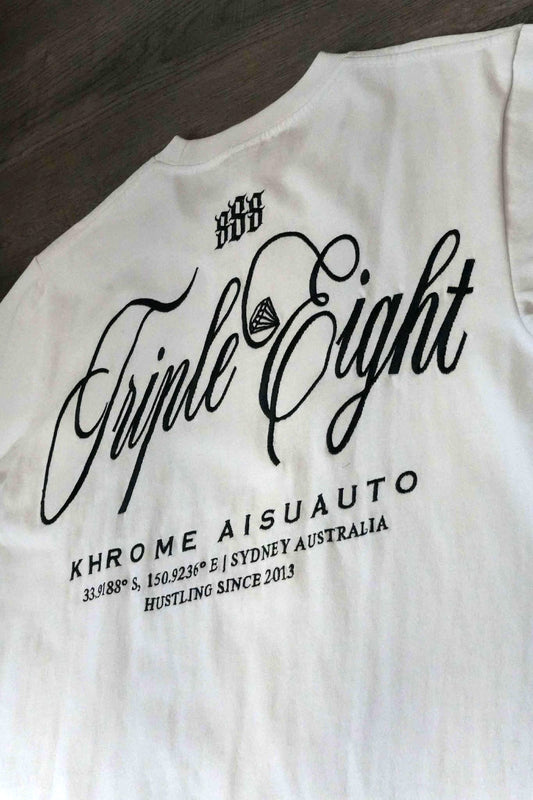 888
Triple Eight
KHROME AISUAUTO
33.9188° S, 150.9236° E | SYDNEY AUSTRALIA
HUSTLING SINCE 2013